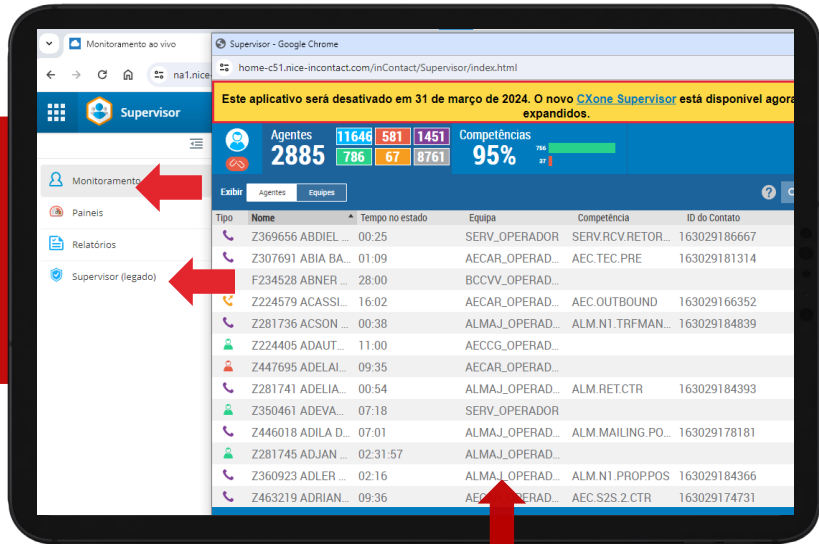 Monitoramento ao vivo
Supervisor - Google Chrome
na1.nice-
home-c51.nice-incontact.com/inContact/Supervisor/index.html
Supervisor
Este aplicativo será desativado em 31 de março de 2024. O novo CXone Supervisor está disponível agora
expandidos.
Agentes 11646 581 1451 Competências
2885 786 67 8761 95% 756 37
Monitoramento
Paineis
Relatórios
Supervisor (legado)
Exibir Agentes Equipes
Tipo Nome Tempo no estado Equipa Competência ID do Contato
Z369656 ABDIEL ... 00:25 SERV_OPERADOR SERV.RCV.RETOR... 163029186667
Z307691 ABIA BA... 01:09 AECAR_OPERAD... AEC.TEC.PRE 163029181314
F234528 ABNER ... 28:00 BCCVV_OPERAD...
Z224579 ACASSI... 16:02 AECAR_OPERAD... AEC.OUTBOUND 163029166352
Z281736 ACSON ... 00:38 ALMAJ_OPERAD... ALM.N1.TRFMAN... 163029184839
Z224405 ADAUT... 11:00 AECCG_OPERAD...
Z447695 ADELAI... 09:35 AECAR_OPERAD...
Z281741 ADELIA... 00:54 ALMAJ_OPERAD... ALM.RET.CTR 163029184393
Z350461 ADEVA... 07:18 SERV_OPERADOR
Z446018 ADILA D... 07:01 ALMAJ_OPERAD... ALM.MAILING.PO... 163029178181
Z281745 ADJAN ... 02:31:57 ALMAJ_OPERAD...
Z360923 ADLER ... 02:16 ALMAJ_OPERAD... ALM.N1.PROP.POS 163029184366
Z463219 ADRIAN... 09:36 ERAD... AEC.S2S.2.CTR 163029174731